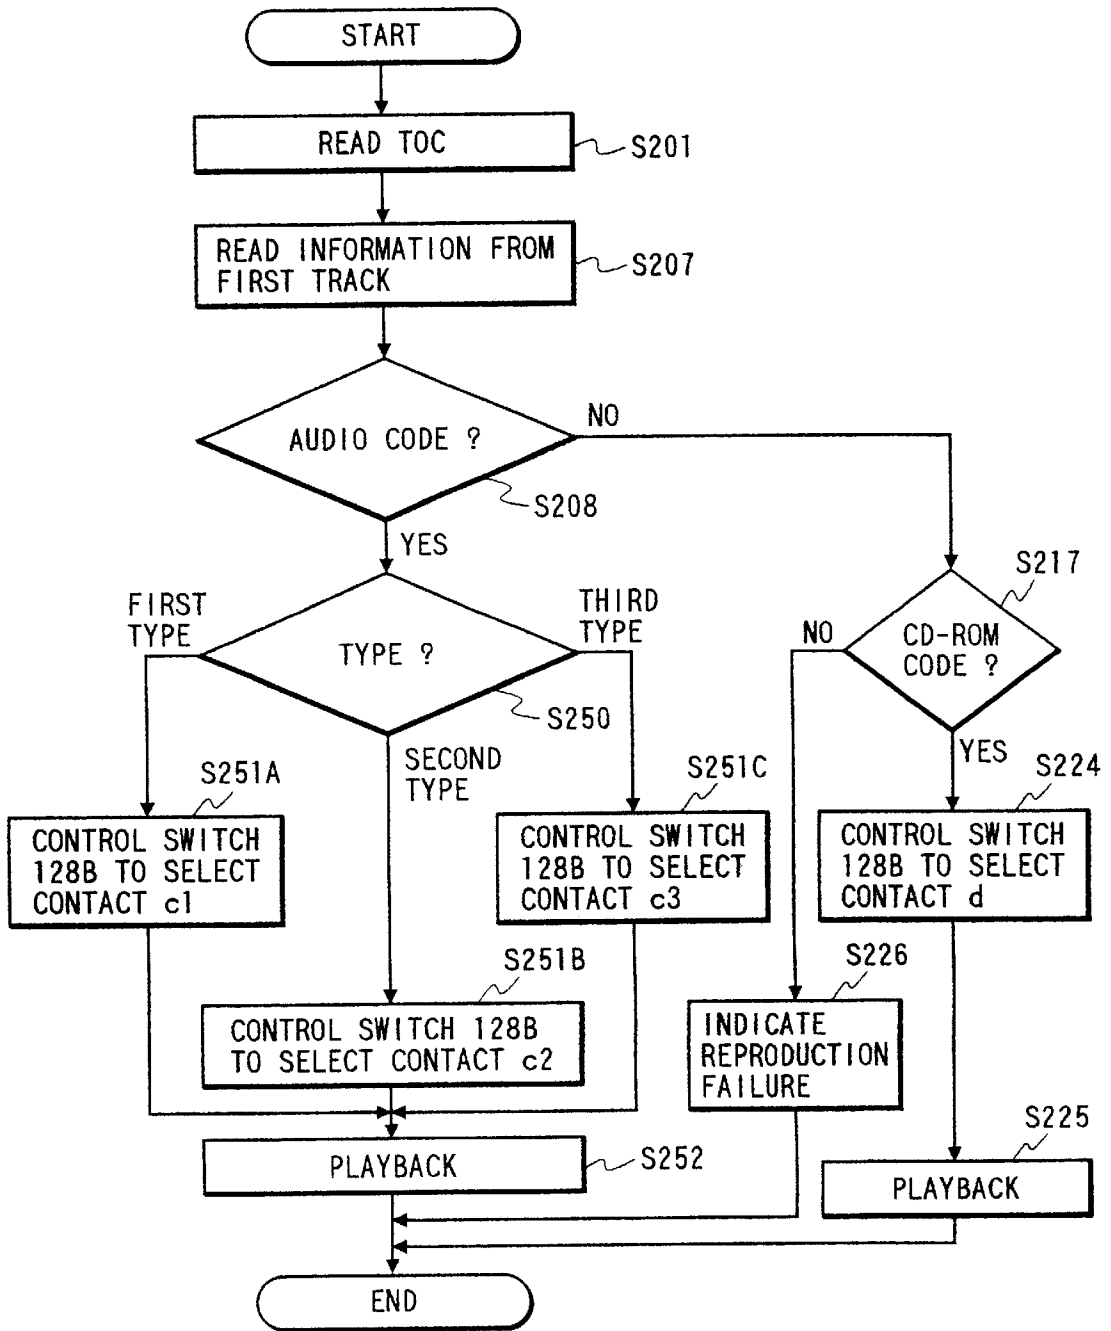 START
READ TOC
S201
READ INFORMATION FROM
FIRST TRACK
S207
AUDIO CODE ?
NO
S208
YES
S217
FIRST
TYPE
THIRD
TYPE
TYPE ?
NO
CD-ROM
CODE ?
S250
SECOND
TYPE
YES
S251A
S251C
S224
CONTROL SWITCH
128B TO SELECT
CONTACT c1
CONTROL SWITCH
128B TO SELECT
CONTACT c3
CONTROL SWITCH
128B TO SELECT
CONTACT d
S251B
S226
CONTROL SWITCH 128B
TO SELECT CONTACT c2
INDICATE
REPRODUCTION
FAILURE
S225
PLAYBACK
S252
PLAYBACK
END